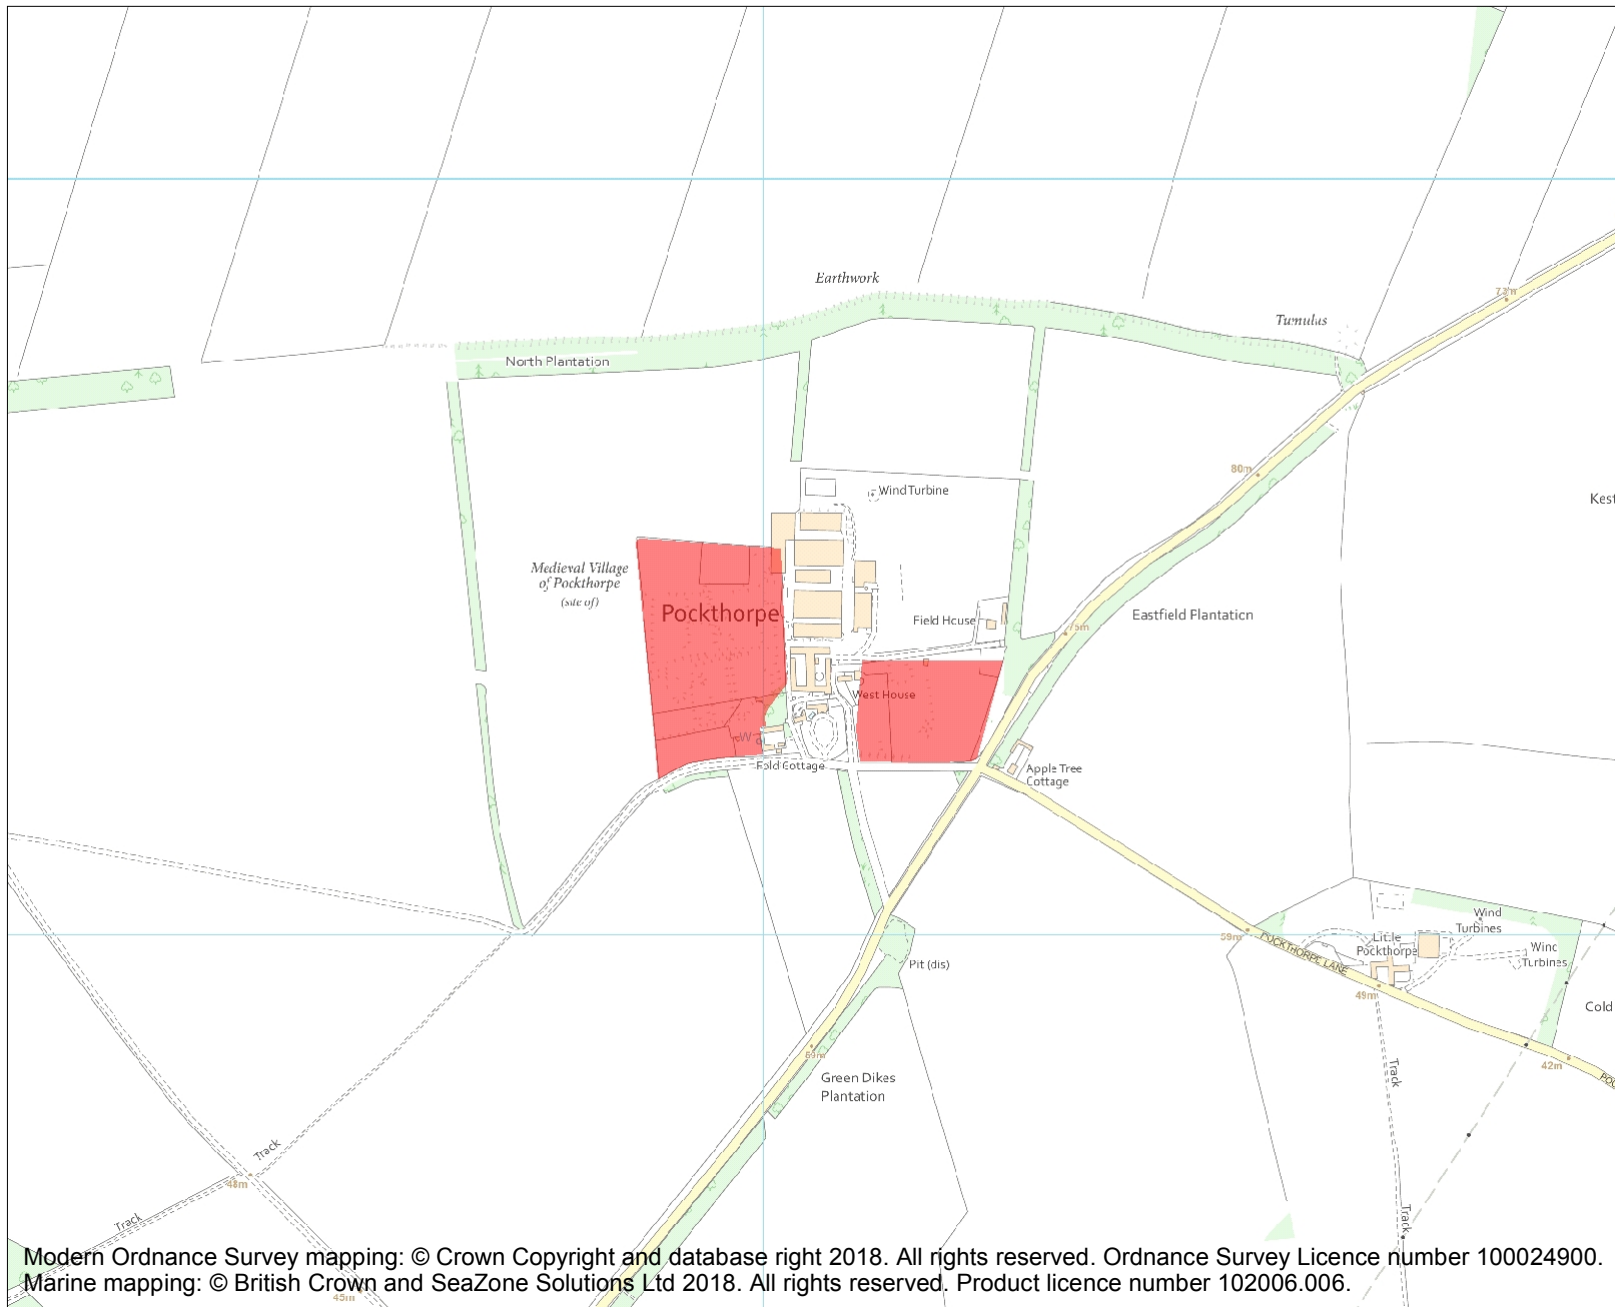 Earthwork
73m
Tumulus
North Plantation
80m
Wind Turbine
Kest
Medieval Village
of Pockthorpe
(site of)
Pockthorpe
Field House
75m
Eastfield Plantation
West House
Fold Cottage
Apple Tree
Cottage
Wind
Turbines
59m
POCKTHORPE LANE
Little
Pockthorpe
Wind
Turbines
Pit (dis)
49m
Cold
69m
42m
Green Dikes
Plantation
Track
Track
48m
Track
Track
45m
Modern Ordnance Survey mapping: © Crown Copyright and database right 2018. All rights reserved. Ordnance Survey Licence number 100024900.
Marine mapping: © British Crown and SeaZone Solutions Ltd 2018. All rights reserved. Product licence number 102006.006.